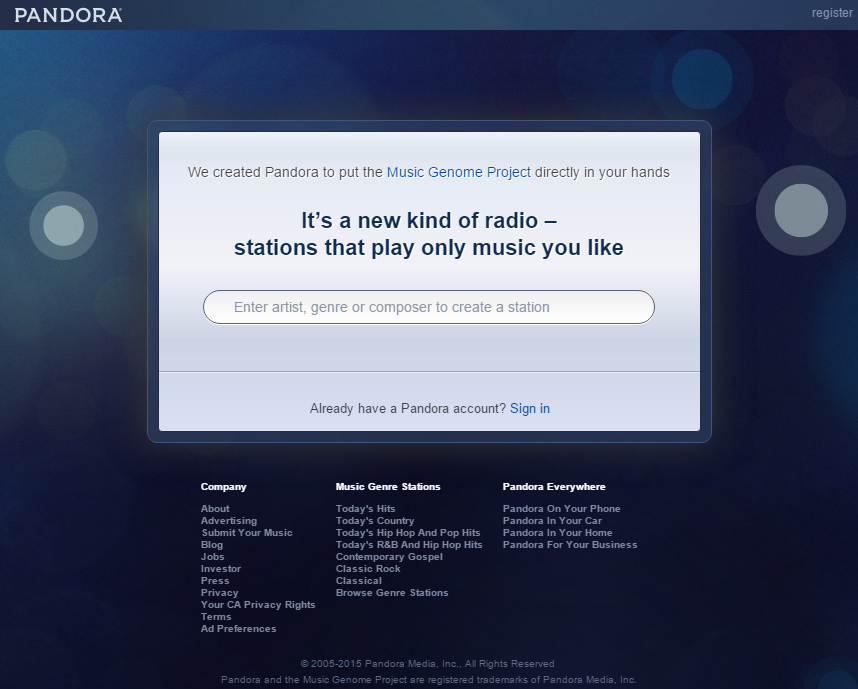 PANDORA
register
We created Pandora to put the Music Genome Project directly in your hands
It's a new kind of radio –
stations that play only music you like
Enter artist, genre or composer to create a station
Already have a Pandora account? Sign in
Company
About
Advertising
Submit Your Music
Blog
Jobs
Investor
Press
Privacy
Your CA Privacy Rights
Terms
Ad Preferences
Music Genre Stations
Today's Hits
Today's Country
Today's Hip Hop And Pop Hits
Today's R&B And Hip Hop Hits
Contemporary Gospel
Classic Rock
Classical
Browse Genre Stations
Pandora Everywhere
Pandora On Your Phone
Pandora In Your Car
Pandora In Your Home
Pandora For Your Business
© 2005-2015 Pandora Media, Inc., All Rights Reserved
Pandora and the Music Genome Project are registered trademarks of Pandora Media, Inc.